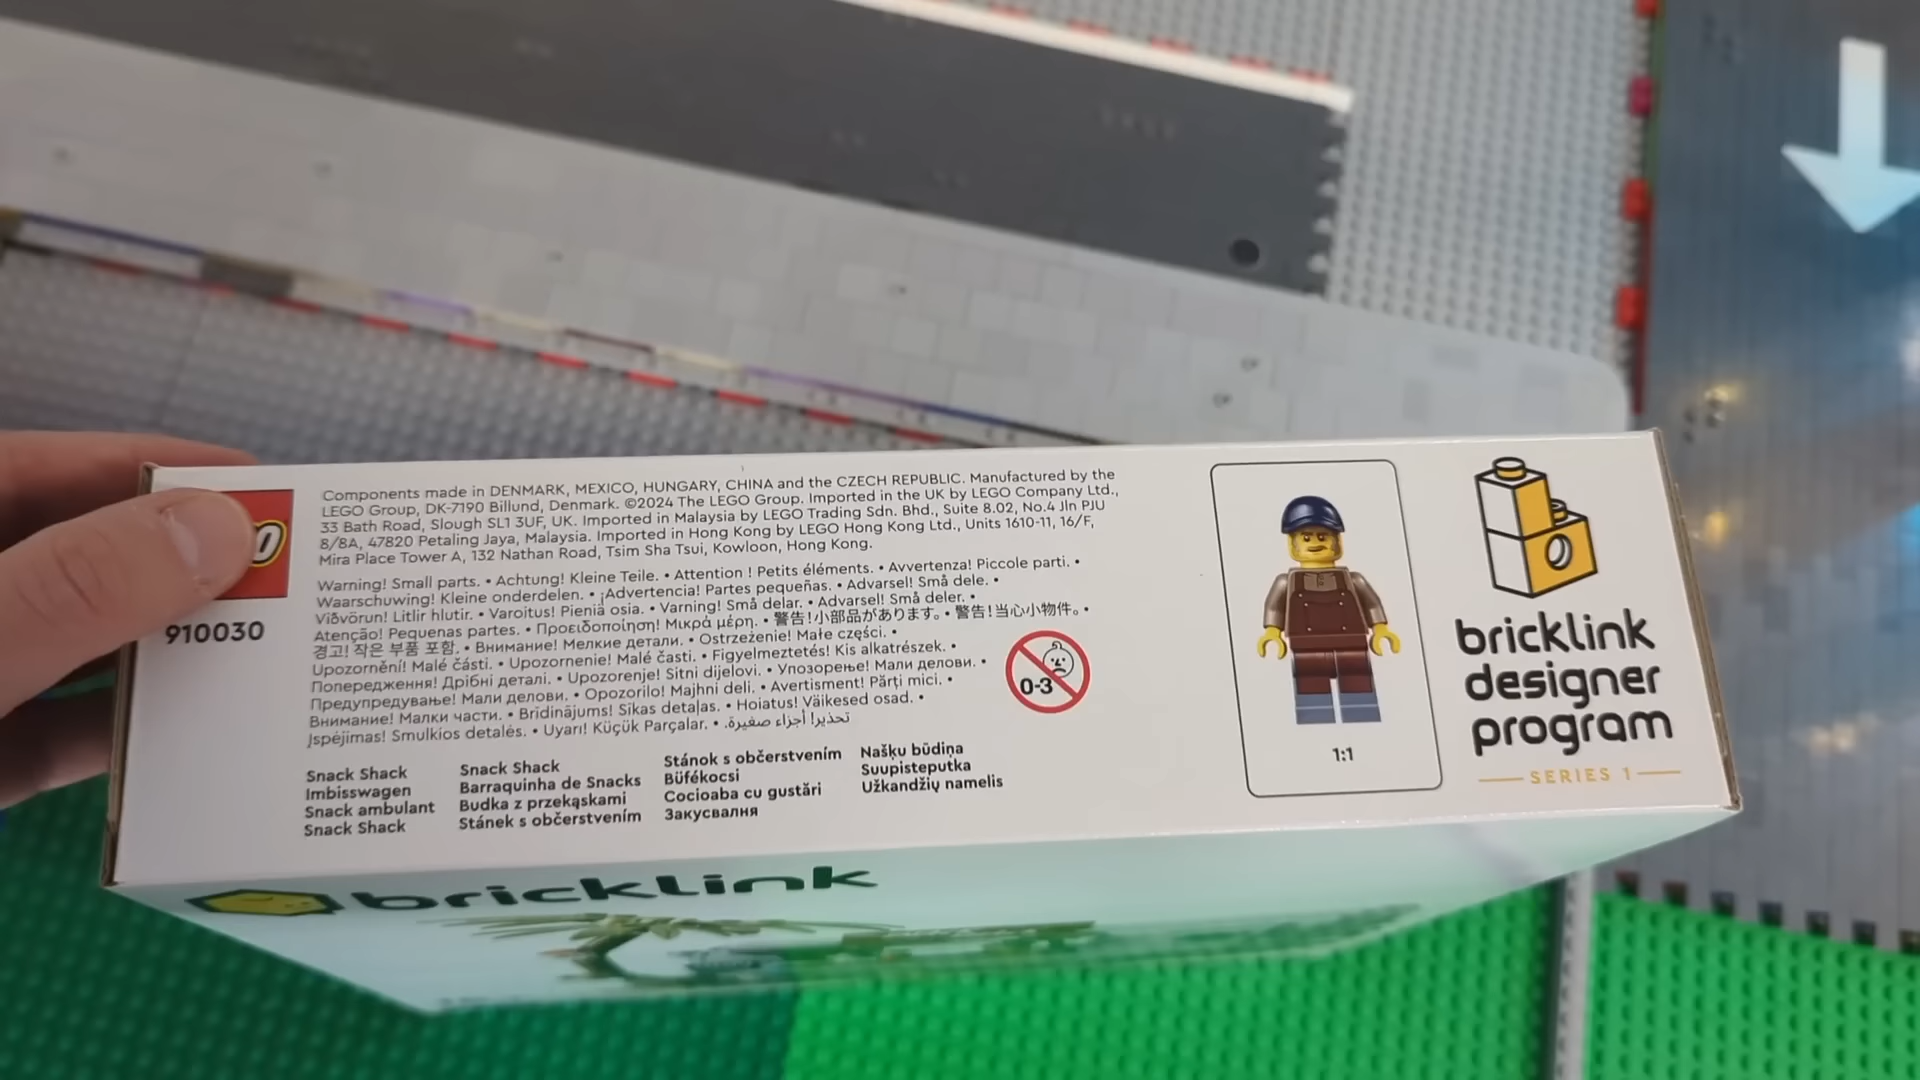 Components made in DENMARK, MEXICO, HUNGARY, CHINA and the CZECH REPUBLIC. Manufactured by the
LEGO Group, DK-7190 Billund, Denmark. ©2024 The LEGO Group. Imported in the UK by LEGO Company Ltd.,
33 Bath Road, Slough SL1 3UF, UK. Imported in Malaysia by LEGO Trading Sdn. Bhd., Suite 8.02, No.4 Jln PJU
8/8A, 47820 Petaling Jaya, Malaysia. Imported in Hong Kong by LEGO Hong Kong Ltd., Units 1610-11, 16/F,
Mira Place Tower A, 132 Nathan Road, Tsim Sha Tsui, Kowloon, Hong Kong.
910030
Warning! Small parts. • Achtung! Kleine Teile. • Attention ! Petits éléments. • Avvertenza! Piccole parti. •
Waarschuwing! Kleine onderdelen. • ¡Advertencia! Partes pequeñas. • Advarsel! Små dele. •
Viðvörun! Litlir hlutir. • Varoitus! Pieniä osia. • Varning! Små delar. • Advarsel! Små deler. •
Atenção! Pequenas partes. • Προειδοποίηση! Μικρά μέρη. • 警告!小部品があります。• 警告!当心小物件。•
경고! 작은 부품 포함. • Внимание! Мелкие детали. • Ostrzeżenie! Małe części. •
Upozornění! Malé části. • Upozornenie! Malé časti. • Figyelmeztetés! Kis alkatrészek. •
Попередження! Дрібні деталі. • Upozorenje! Sitni dijelovi. • Упозорење! Мали делови. •
Предупредување! Мали делови. • Opozorilo! Majhni deli. • Avertisment! Părți mici. •
Внимание! Малки части. • Brīdinājums! Sīkas detaļas. • Hoiatus! Väikesed osad. •
Įspėjimas! Smulkios detalės. • Uyarı! Küçük Parçalar. • تحذير! أجزاء صغيرة.
0-3
Snack Shack
Imbisswagen
Snack ambulant
Snack Shack
Snack Shack
Barraquinha de Snacks
Budka z przekąskami
Stánek s občerstvením
Stánok s občerstvením
Büfékocsi
Cocioaba cu gustări
Закусвалня
Našķu būdiņa
Suupisteputka
Užkandžių namelis
1:1
bricklink
designer
program
SERIES 1
bricklink